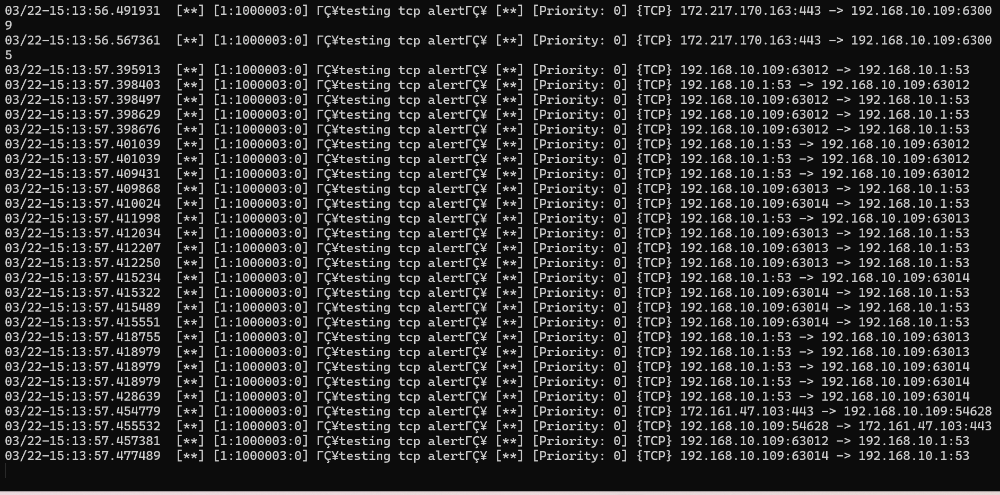 03/22-15:13:56.491931  [**] [1:1000003:0] ΓÇ¥testing tcp alertΓÇ¥ [**] [Priority: 0] {TCP} 172.217.170.163:443 -> 192.168.10.109:6300
9
03/22-15:13:56.567361  [**] [1:1000003:0] ΓÇ¥testing tcp alertΓÇ¥ [**] [Priority: 0] {TCP} 172.217.170.163:443 -> 192.168.10.109:6300
5
03/22-15:13:57.395913  [**] [1:1000003:0] ΓÇ¥testing tcp alertΓÇ¥ [**] [Priority: 0] {TCP} 192.168.10.109:63012 -> 192.168.10.1:53
03/22-15:13:57.398403  [**] [1:1000003:0] ΓÇ¥testing tcp alertΓÇ¥ [**] [Priority: 0] {TCP} 192.168.10.1:53 -> 192.168.10.109:63012
03/22-15:13:57.398497  [**] [1:1000003:0] ΓÇ¥testing tcp alertΓÇ¥ [**] [Priority: 0] {TCP} 192.168.10.109:63012 -> 192.168.10.1:53
03/22-15:13:57.398629  [**] [1:1000003:0] ΓÇ¥testing tcp alertΓÇ¥ [**] [Priority: 0] {TCP} 192.168.10.109:63012 -> 192.168.10.1:53
03/22-15:13:57.398676  [**] [1:1000003:0] ΓÇ¥testing tcp alertΓÇ¥ [**] [Priority: 0] {TCP} 192.168.10.109:63012 -> 192.168.10.1:53
03/22-15:13:57.401039  [**] [1:1000003:0] ΓÇ¥testing tcp alertΓÇ¥ [**] [Priority: 0] {TCP} 192.168.10.1:53 -> 192.168.10.109:63012
03/22-15:13:57.401039  [**] [1:1000003:0] ΓÇ¥testing tcp alertΓÇ¥ [**] [Priority: 0] {TCP} 192.168.10.1:53 -> 192.168.10.109:63012
03/22-15:13:57.409431  [**] [1:1000003:0] ΓÇ¥testing tcp alertΓÇ¥ [**] [Priority: 0] {TCP} 192.168.10.1:53 -> 192.168.10.109:63012
03/22-15:13:57.409868  [**] [1:1000003:0] ΓÇ¥testing tcp alertΓÇ¥ [**] [Priority: 0] {TCP} 192.168.10.109:63013 -> 192.168.10.1:53
03/22-15:13:57.410024  [**] [1:1000003:0] ΓÇ¥testing tcp alertΓÇ¥ [**] [Priority: 0] {TCP} 192.168.10.109:63014 -> 192.168.10.1:53
03/22-15:13:57.411998  [**] [1:1000003:0] ΓÇ¥testing tcp alertΓÇ¥ [**] [Priority: 0] {TCP} 192.168.10.1:53 -> 192.168.10.109:63013
03/22-15:13:57.412034  [**] [1:1000003:0] ΓÇ¥testing tcp alertΓÇ¥ [**] [Priority: 0] {TCP} 192.168.10.109:63013 -> 192.168.10.1:53
03/22-15:13:57.412207  [**] [1:1000003:0] ΓÇ¥testing tcp alertΓÇ¥ [**] [Priority: 0] {TCP} 192.168.10.109:63013 -> 192.168.10.1:53
03/22-15:13:57.412250  [**] [1:1000003:0] ΓÇ¥testing tcp alertΓÇ¥ [**] [Priority: 0] {TCP} 192.168.10.109:63013 -> 192.168.10.1:53
03/22-15:13:57.415234  [**] [1:1000003:0] ΓÇ¥testing tcp alertΓÇ¥ [**] [Priority: 0] {TCP} 192.168.10.1:53 -> 192.168.10.109:63014
03/22-15:13:57.415322  [**] [1:1000003:0] ΓÇ¥testing tcp alertΓÇ¥ [**] [Priority: 0] {TCP} 192.168.10.109:63014 -> 192.168.10.1:53
03/22-15:13:57.415489  [**] [1:1000003:0] ΓÇ¥testing tcp alertΓÇ¥ [**] [Priority: 0] {TCP} 192.168.10.109:63014 -> 192.168.10.1:53
03/22-15:13:57.415551  [**] [1:1000003:0] ΓÇ¥testing tcp alertΓÇ¥ [**] [Priority: 0] {TCP} 192.168.10.109:63014 -> 192.168.10.1:53
03/22-15:13:57.418755  [**] [1:1000003:0] ΓÇ¥testing tcp alertΓÇ¥ [**] [Priority: 0] {TCP} 192.168.10.1:53 -> 192.168.10.109:63013
03/22-15:13:57.418979  [**] [1:1000003:0] ΓÇ¥testing tcp alertΓÇ¥ [**] [Priority: 0] {TCP} 192.168.10.1:53 -> 192.168.10.109:63013
03/22-15:13:57.418979  [**] [1:1000003:0] ΓÇ¥testing tcp alertΓÇ¥ [**] [Priority: 0] {TCP} 192.168.10.1:53 -> 192.168.10.109:63014
03/22-15:13:57.418979  [**] [1:1000003:0] ΓÇ¥testing tcp alertΓÇ¥ [**] [Priority: 0] {TCP} 192.168.10.1:53 -> 192.168.10.109:63014
03/22-15:13:57.428639  [**] [1:1000003:0] ΓÇ¥testing tcp alertΓÇ¥ [**] [Priority: 0] {TCP} 192.168.10.1:53 -> 192.168.10.109:63014
03/22-15:13:57.454779  [**] [1:1000003:0] ΓÇ¥testing tcp alertΓÇ¥ [**] [Priority: 0] {TCP} 172.161.47.103:443 -> 192.168.10.109:54628
03/22-15:13:57.455532  [**] [1:1000003:0] ΓÇ¥testing tcp alertΓÇ¥ [**] [Priority: 0] {TCP} 192.168.10.109:54628 -> 172.161.47.103:443
03/22-15:13:57.457381  [**] [1:1000003:0] ΓÇ¥testing tcp alertΓÇ¥ [**] [Priority: 0] {TCP} 192.168.10.109:63012 -> 192.168.10.1:53
03/22-15:13:57.477489  [**] [1:1000003:0] ΓÇ¥testing tcp alertΓÇ¥ [**] [Priority: 0] {TCP} 192.168.10.109:63014 -> 192.168.10.1:53